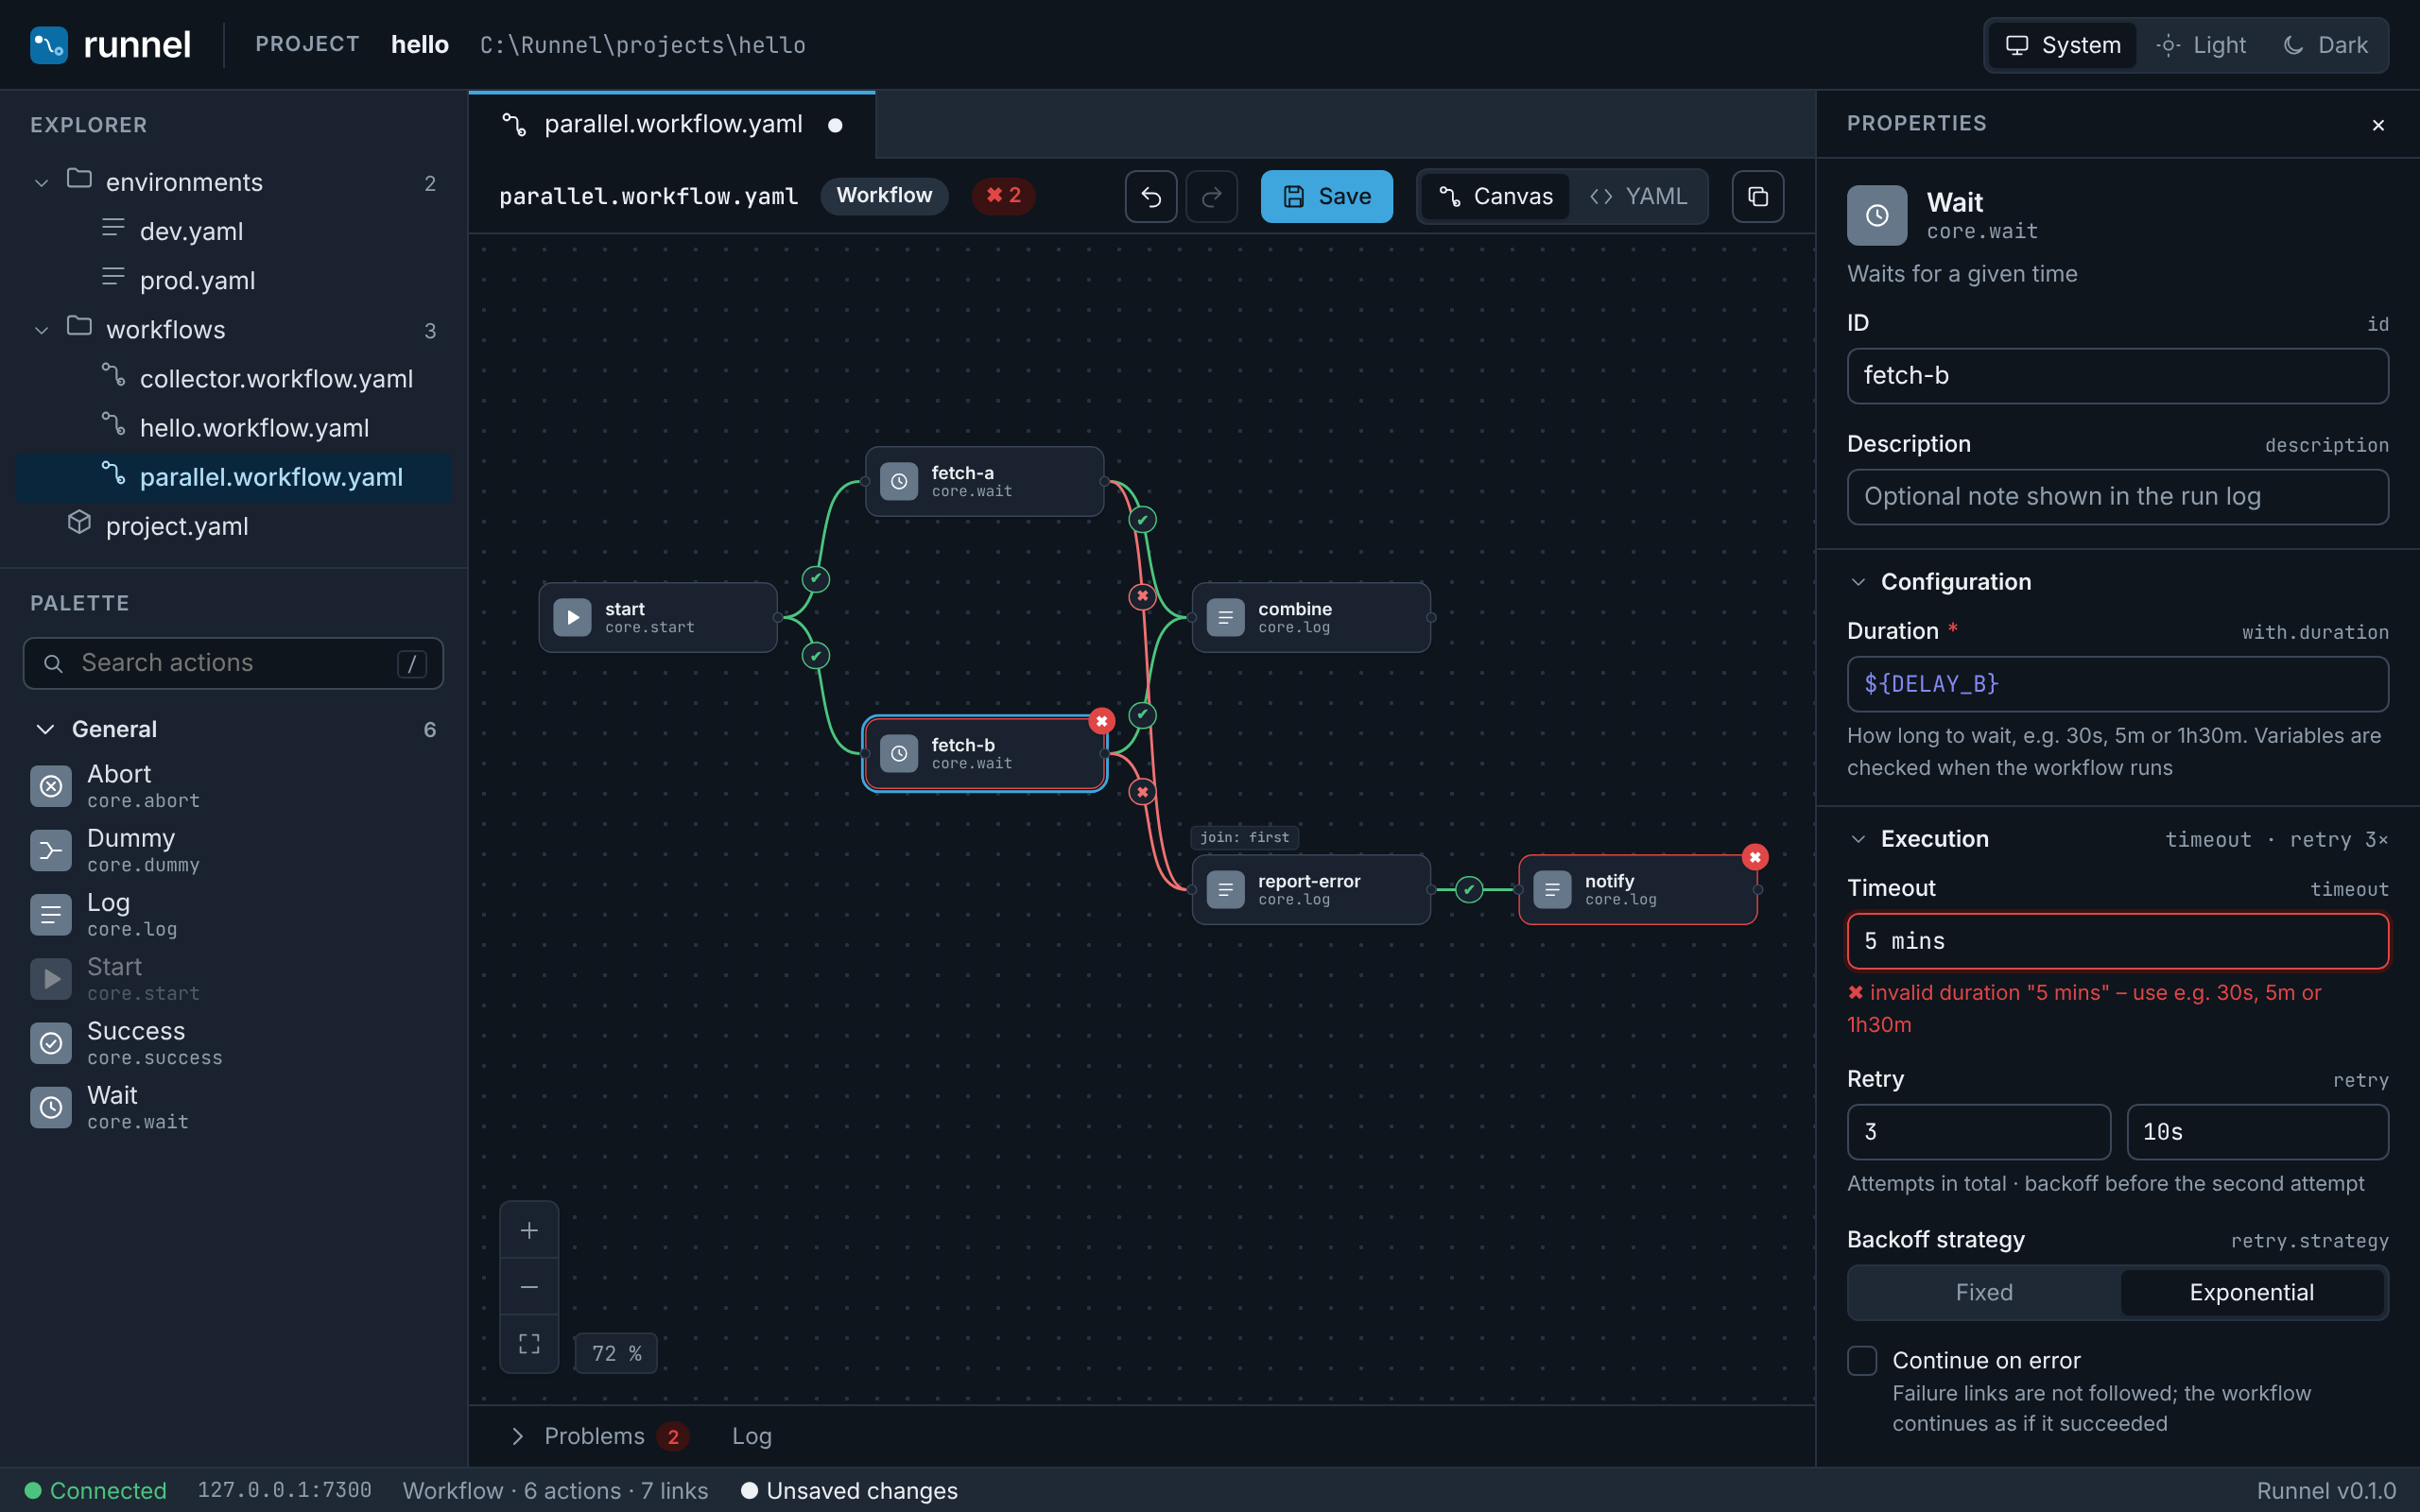 runnel
PROJECT hello C:\Runnel\projects\hello
System Light Dark
EXPLORER
environments 2
dev.yaml
prod.yaml
workflows 3
collector.workflow.yaml
hello.workflow.yaml
parallel.workflow.yaml
project.yaml
PALETTE
Search actions /
General 6
Abort
core.abort
Dummy
core.dummy
Log
core.log
Start
core.start
Success
core.success
Wait
core.wait
parallel.workflow.yaml
parallel.workflow.yaml Workflow ✖ 2 Save Canvas YAML
fetch-a
core.wait
start
core.start
combine
core.log
fetch-b
core.wait
join: first
report-error
core.log
notify
core.log
72 %
Problems 2 Log
PROPERTIES
Wait
core.wait
Waits for a given time
ID id
fetch-b
Description description
Optional note shown in the run log
Configuration
Duration * with.duration
${DELAY_B}
How long to wait, e.g. 30s, 5m or 1h30m. Variables are
checked when the workflow runs
Execution timeout · retry 3×
Timeout timeout
5 mins
✖ invalid duration "5 mins" – use e.g. 30s, 5m or
1h30m
Retry retry
3 10s
Attempts in total · backoff before the second attempt
Backoff strategy retry.strategy
Fixed Exponential
Continue on error
Failure links are not followed; the workflow
continues as if it succeeded
Connected 127.0.0.1:7300 Workflow · 6 actions · 7 links Unsaved changes Runnel v0.1.0